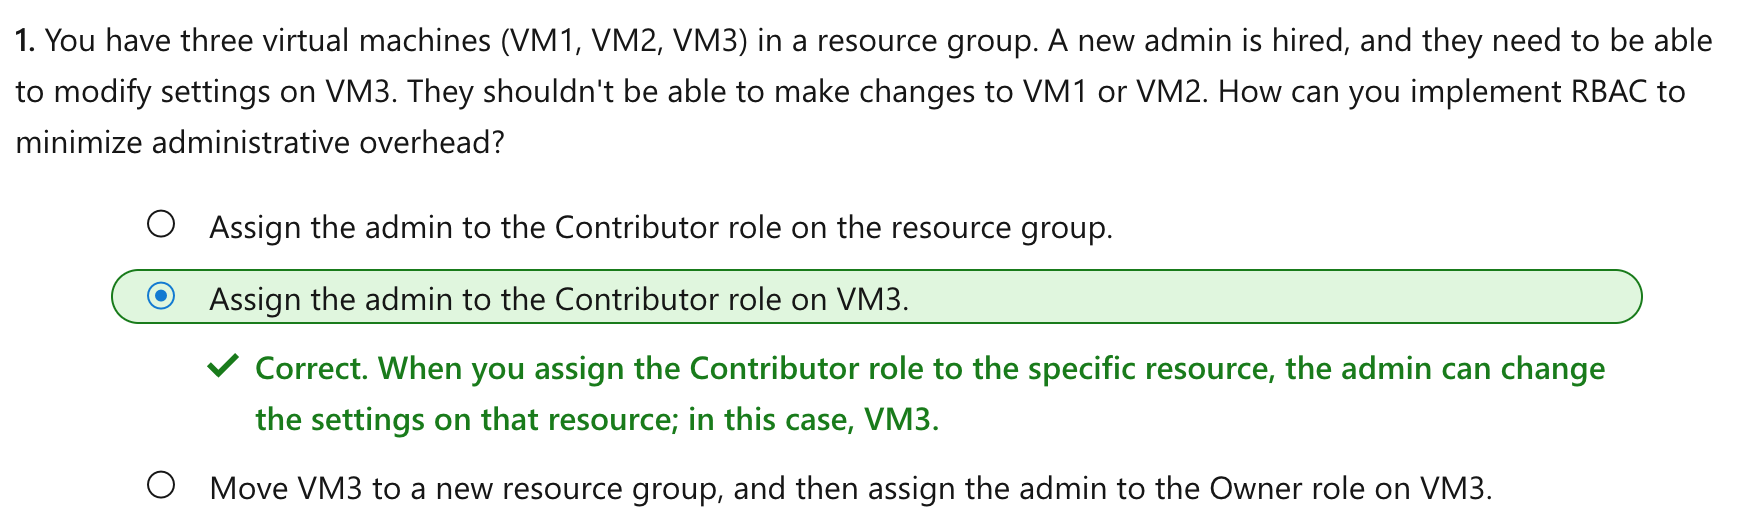 1. You have three virtual machines (VM1, VM2, VM3) in a resource group. A new admin is hired, and they need to be able
to modify settings on VM3. They shouldn't be able to make changes to VM1 or VM2. How can you implement RBAC to
minimize administrative overhead?
Assign the admin to the Contributor role on the resource group.
Assign the admin to the Contributor role on VM3.
Correct. When you assign the Contributor role to the specific resource, the admin can change
the settings on that resource; in this case, VM3.
Move VM3 to a new resource group, and then assign the admin to the Owner role on VM3.